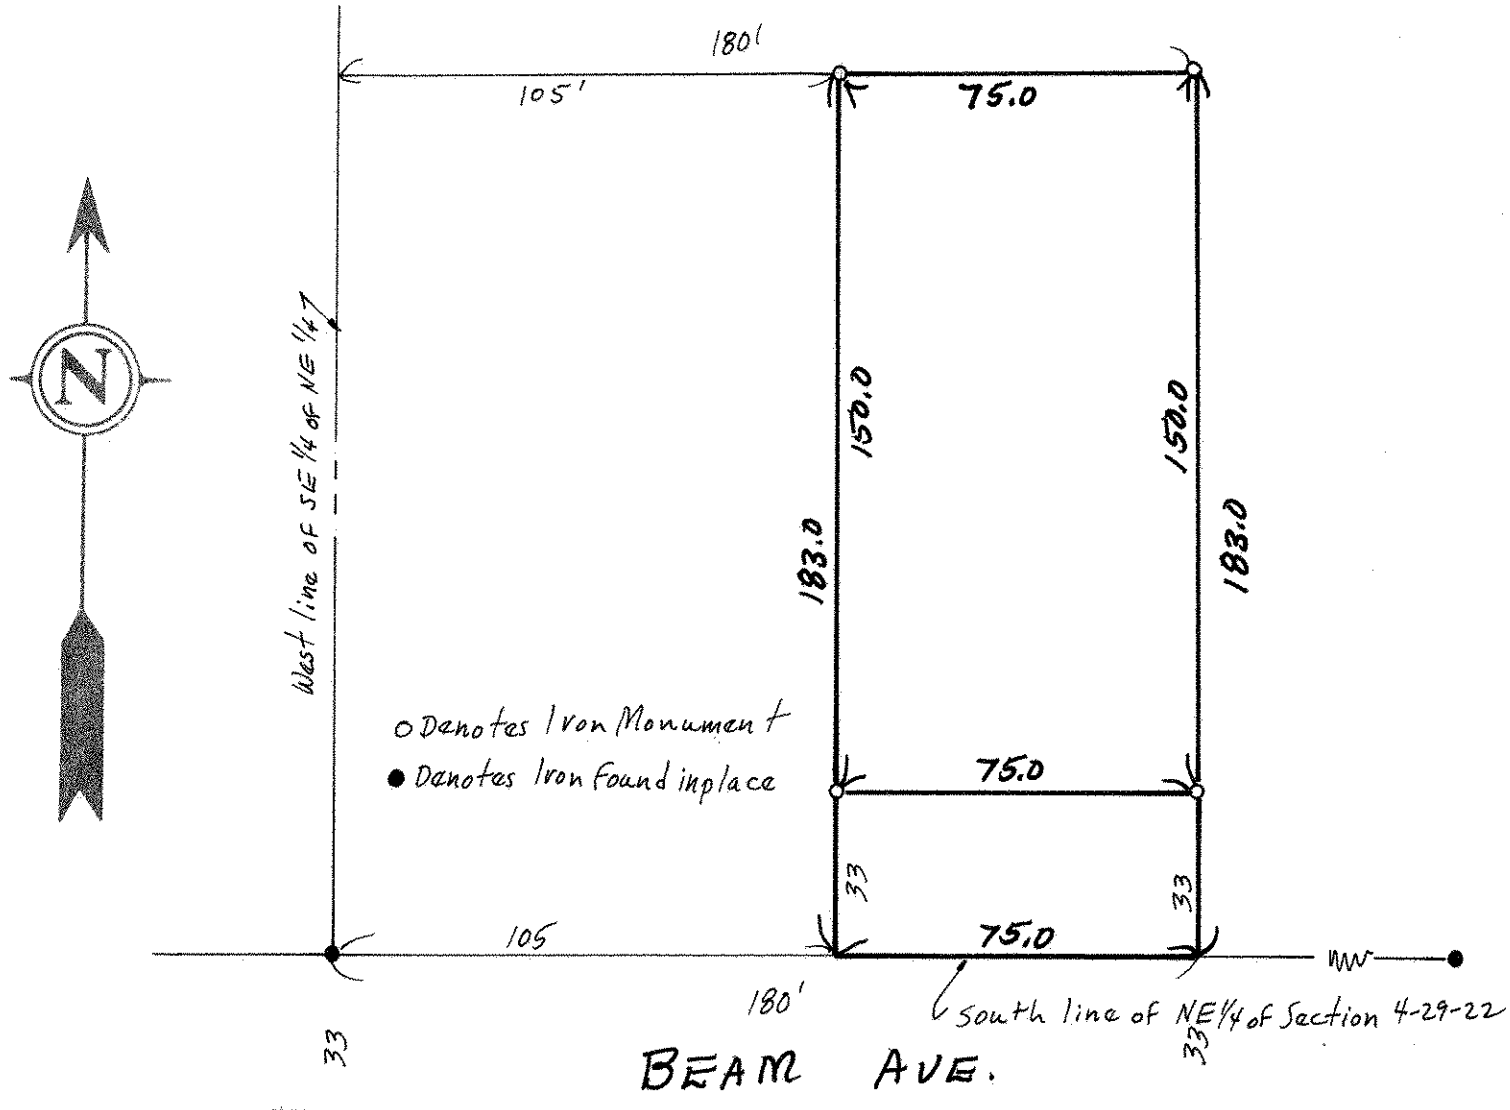 180'
105'
75.0
N
West line of SE 1/4 of NE 1/4
150.0
150.0
183.0
183.0
O Denotes Iron Monument
● Denotes Iron Found inplace
75.0
33
33
105
75.0
180'
South line of NE 1/4 of Section 4-29-22
33
33
BEAM AVE.